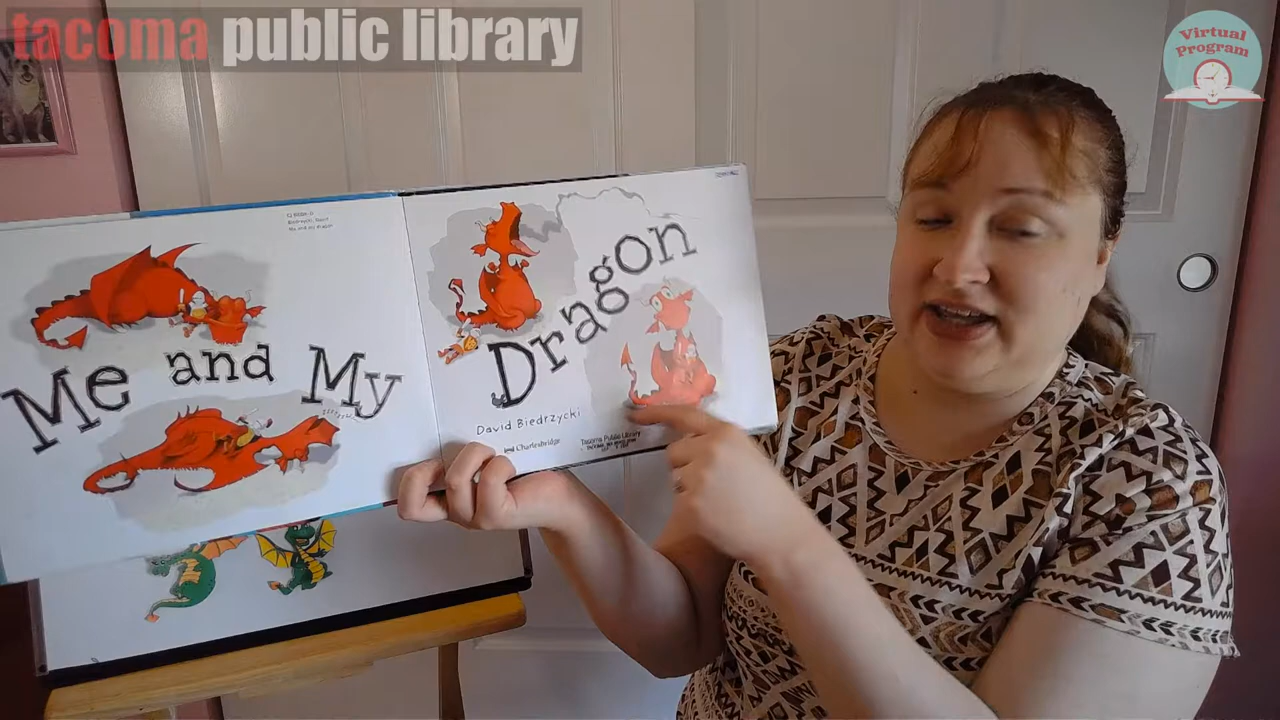 tacoma public library
Virtual
Program
Me and My
Dragon
David Biedrzycki
Charlesbridge
Tacoma Public Library